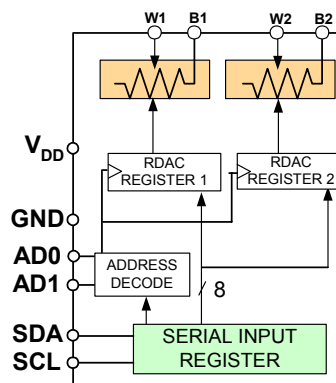 W1 B1 W2 B2
V_DD
RDAC
REGISTER 1
RDAC
REGISTER 2
GND
AD0
AD1
ADDRESS
DECODE
8
SDA
SCL
SERIAL INPUT
REGISTER